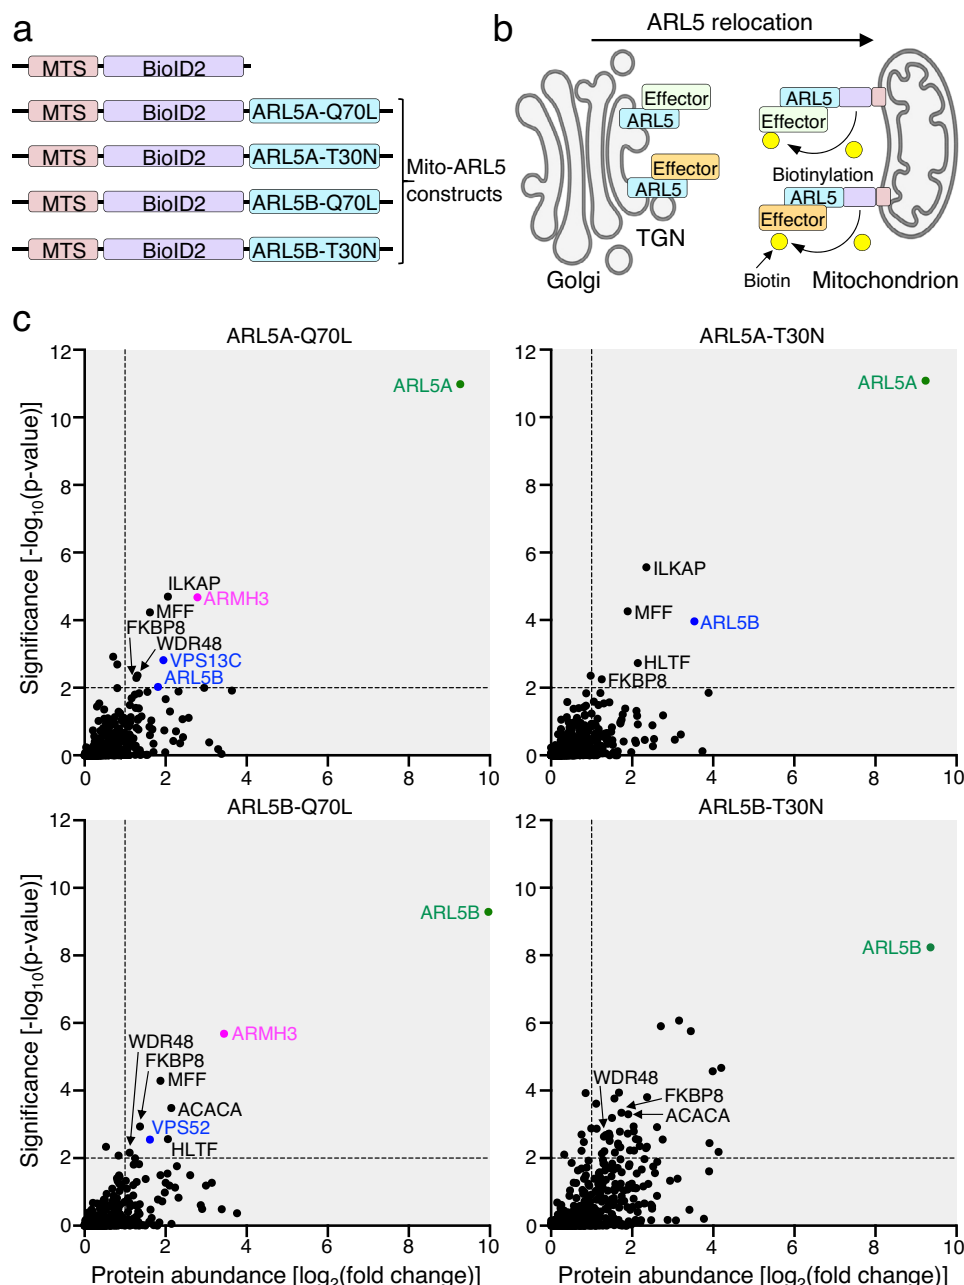 a
MTS BioID2
MTS BioID2 ARL5A-Q70L
MTS BioID2 ARL5A-T30N
MTS BioID2 ARL5B-Q70L
MTS BioID2 ARL5B-T30N
Mito-ARL5
constructs
b
ARL5 relocation
Effector
ARL5
Effector
ARL5
TGN
Golgi
ARL5
Effector
Biotinylation
ARL5
Effector
Biotin
Mitochondrion
c
ARL5A-Q70L
Significance [-log10(p-value)]
12
10
8
6
4
2
0
ARL5A
ILKAP
ARMH3
MFF
FKBP8
WDR48
VPS13C
ARL5B
0 2 4 6 8 10
ARL5A-T30N
12
10
8
6
4
2
0
ARL5A
ILKAP
MFF
ARL5B
HLTF
FKBP8
0 2 4 6 8 10
ARL5B-Q70L
Significance [-log10(p-value)]
12
10
8
6
4
2
0
ARL5B
ARMH3
WDR48
FKBP8
MFF
ACACA
VPS52
HLTF
0 2 4 6 8 10
Protein abundance [log2(fold change)]
ARL5B-T30N
12
10
8
6
4
2
0
ARL5B
WDR48
FKBP8
ACACA
0 2 4 6 8 10
Protein abundance [log2(fold change)]